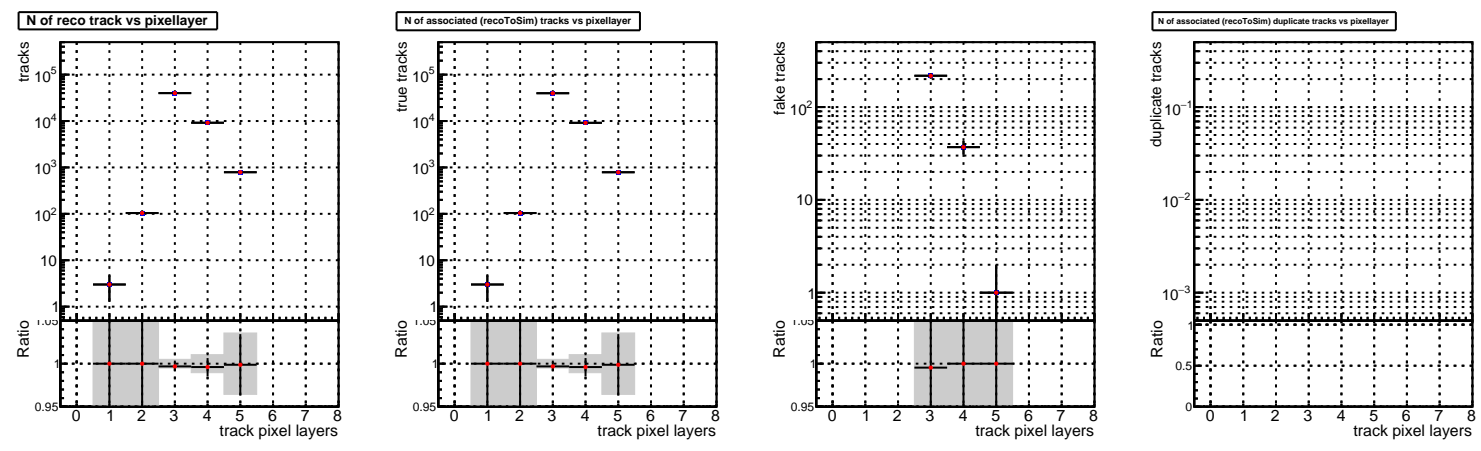 N of reco track vs pixellayer
tracks
10^5
10^4
10^3
10^2
10
1
1.05
Ratio
1
0.95
0 1 2 3 4 5 6 7 8
track pixel layers
N of associated (recoToSim) tracks vs pixellayer
true tracks
10^5
10^4
10^3
10^2
10
1
1.05
Ratio
1
0.95
0 1 2 3 4 5 6 7 8
track pixel layers
fake tracks
10^2
10
1
1.05
Ratio
1
0.95
0 1 2 3 4 5 6 7 8
track pixel layers
N of associated (recoToSim) duplicate tracks vs pixellayer
duplicate tracks
10^−1
10^−2
10^−3
Ratio
1
0.5
0
0 1 2 3 4 5 6 7 8
track pixel layers